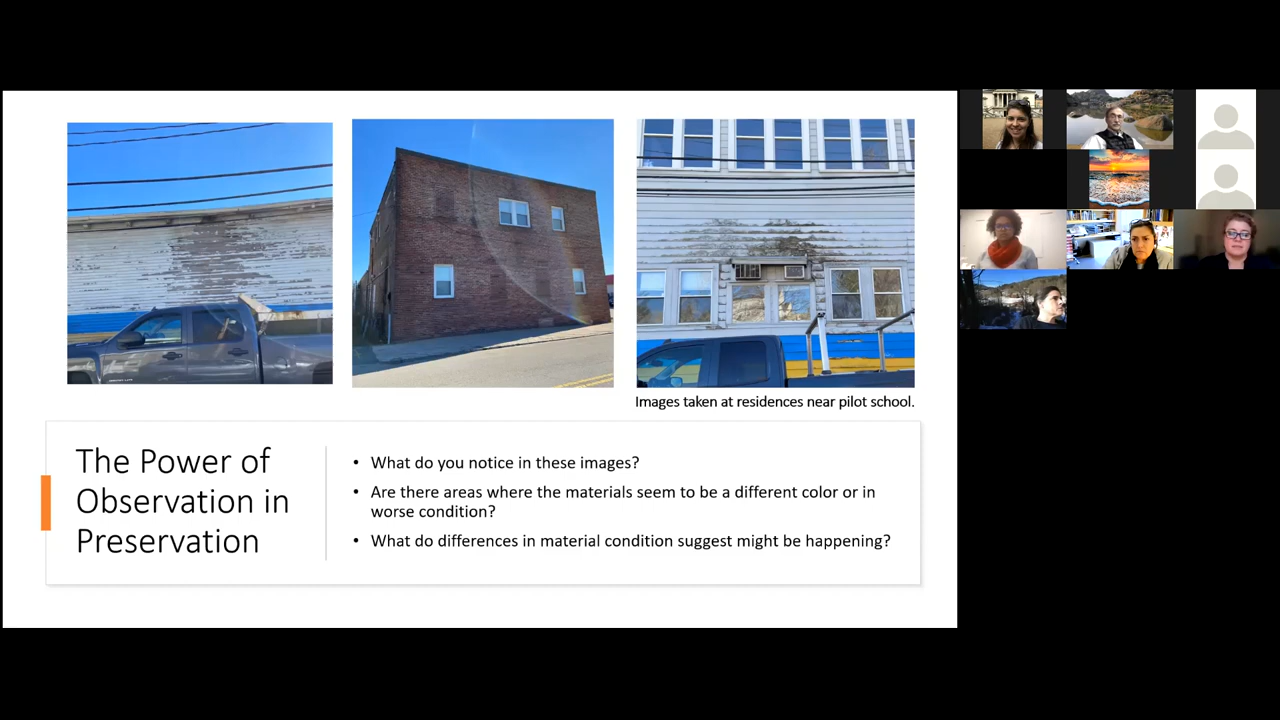 Images taken at residences near pilot school.
The Power of
Observation in
Preservation
• What do you notice in these images?
• Are there areas where the materials seem to be a different color or in
worse condition?
• What do differences in material condition suggest might be happening?